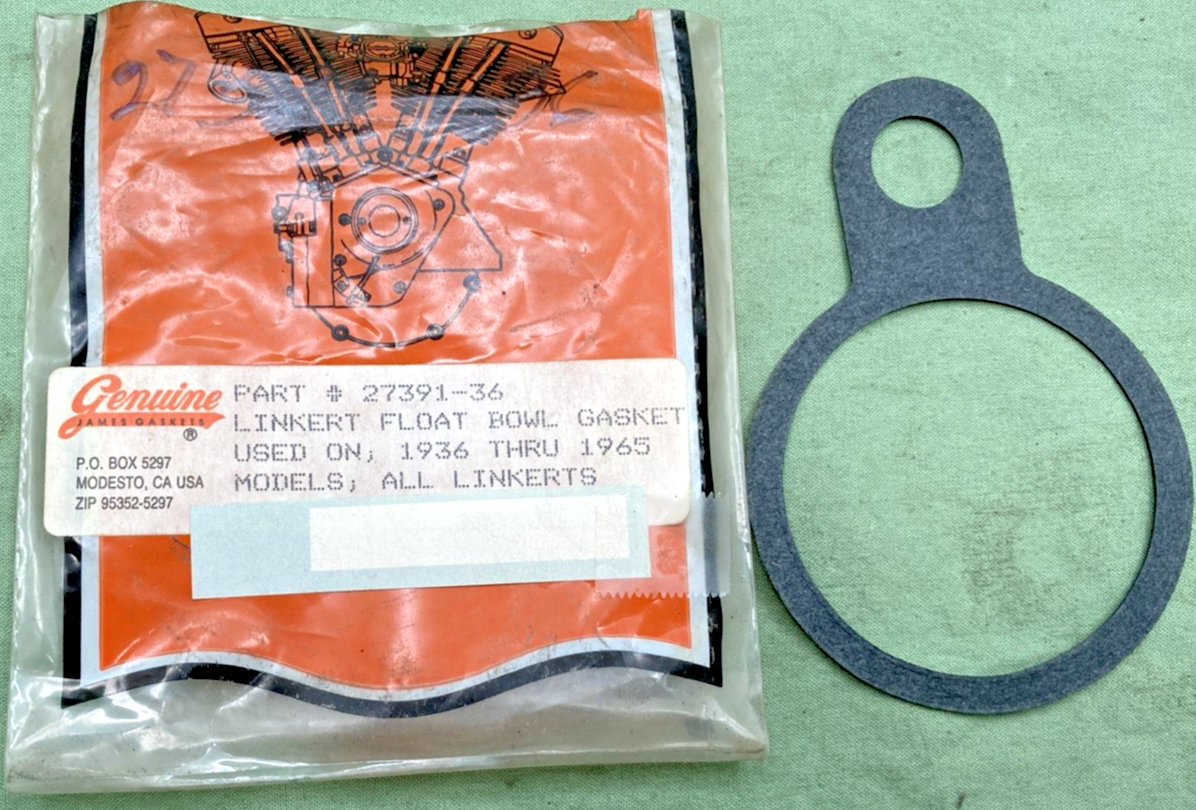 27
Genuine
JAMES GASKETS
®
P.O. BOX 5297
MODESTO, CA USA
ZIP 95352-5297
PART # 27391-36
LINKERT FLOAT BOWL GASKET
USED ON; 1936 THRU 1965
MODELS; ALL LINKERTS